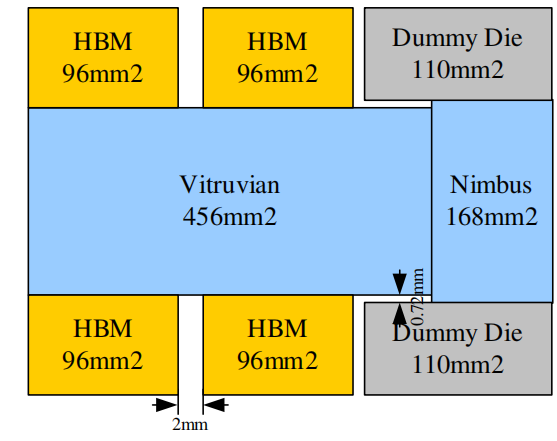 HBM
96mm2
HBM
96mm2
Dummy Die
110mm2
Vitruvian
456mm2
Nimbus
168mm2
0.72mm
HBM
96mm2
HBM
96mm2
Dummy Die
110mm2
2mm